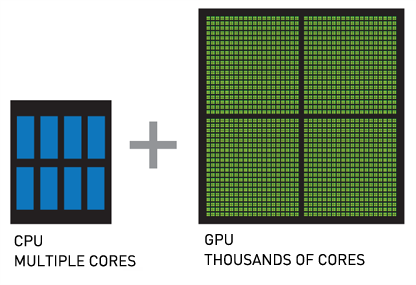 CPU
MULTIPLE CORES
GPU
THOUSANDS OF CORES